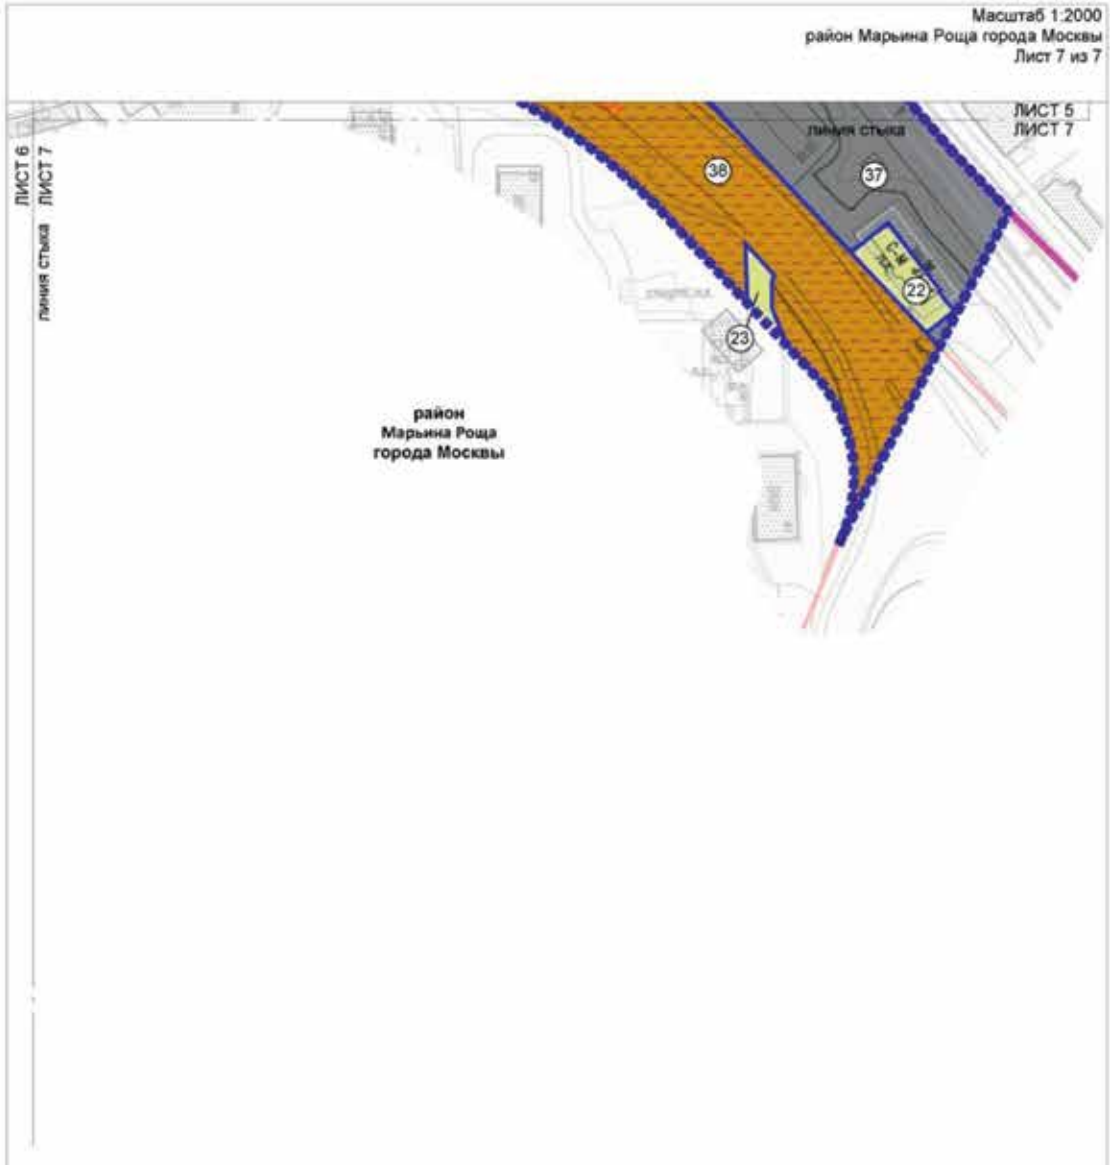 Масштаб 1:2000
район Марьина Роща города Москвы
Лист 7 из 7
ЛИСТ 5
линия стыка
ЛИСТ 7
ЛИСТ 6
линия стыка ЛИСТ 7
38
37
22
23
район
Марьина Роща
города Москвы